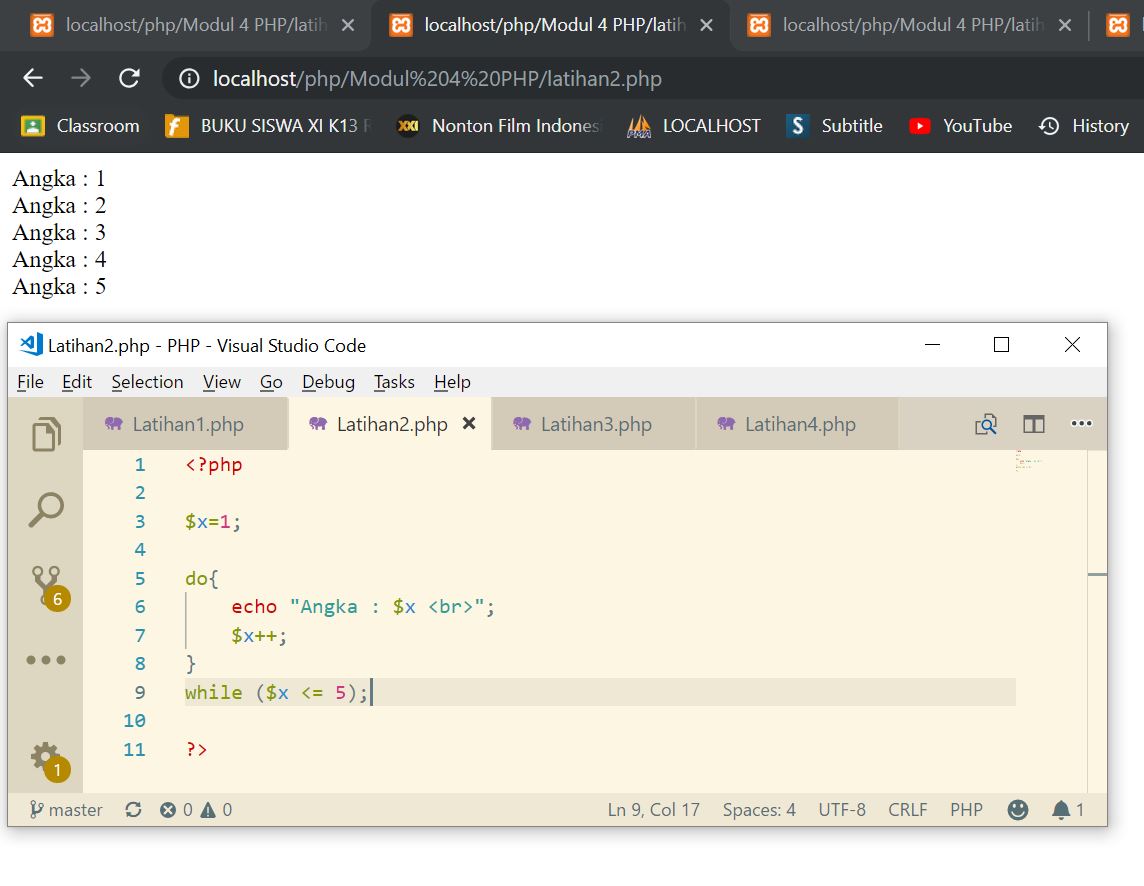 localhost/php/Modul 4 PHP/latih
localhost/php/Modul 4 PHP/latih
localhost/php/Modul 4 PHP/latih
localhost/php/Modul%204%20PHP/latihan2.php
Classroom BUKU SISWA XI K13 R XXI Nonton Film Indones PMA LOCALHOST S Subtitle YouTube History
Angka : 1
Angka : 2
Angka : 3
Angka : 4
Angka : 5
Latihan2.php - PHP - Visual Studio Code
File Edit Selection View Go Debug Tasks Help
Latihan1.php Latihan2.php Latihan3.php Latihan4.php
1 <?php
2
3 $x=1;
4
5 do{
6 echo "Angka : $x <br>";
7 $x++;
8 }
9 while ($x <= 5);
10
11 ?>
6
1
master 0 0 Ln 9, Col 17 Spaces: 4 UTF-8 CRLF PHP 1